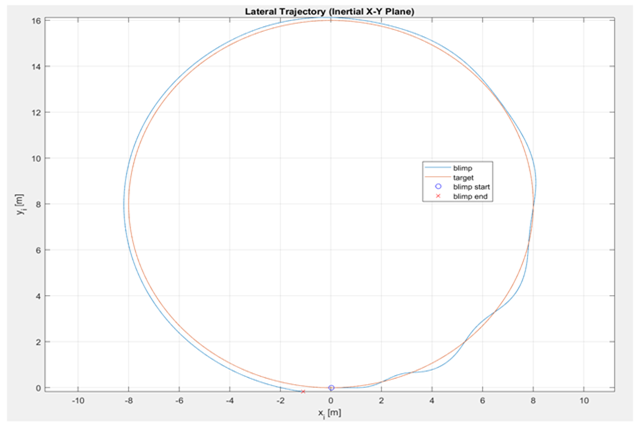 Lateral Trajectory (Inertial X-Y Plane)
16
14
12
10
8
6
4
2
0
y_i [m]
blimp
target
blimp start
blimp end
-10 -8 -6 -4 -2 0 2 4 6 8 10
x_i [m]